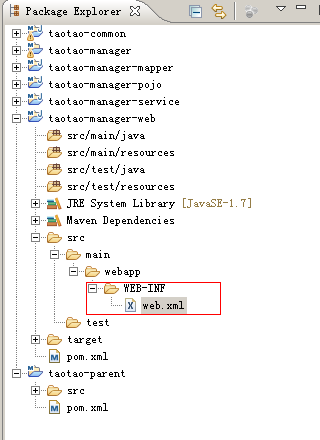 Package Explorer
taotao-common
taotao-manager
taotao-manager-mapper
taotao-manager-pojo
taotao-manager-service
taotao-manager-web
src/main/java
src/main/resources
src/test/java
src/test/resources
JRE System Library [JavaSE-1.7]
Maven Dependencies
src
main
webapp
WEB-INF
web.xml
test
target
pom.xml
taotao-parent
src
pom.xml